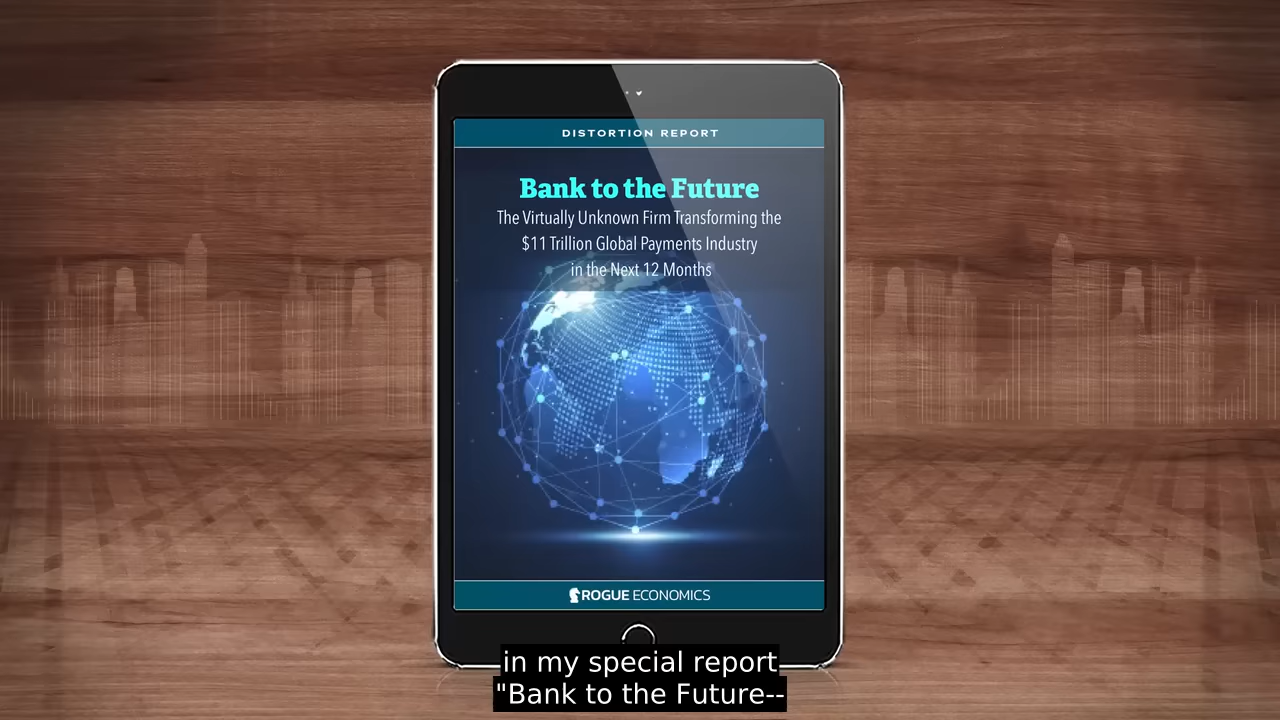 DISTORTION REPORT
Bank to the Future
The Virtually Unknown Firm Transforming the
$11 Trillion Global Payments Industry
in the Next 12 Months
ROGUE ECONOMICS
in my special report
"Bank to the Future--